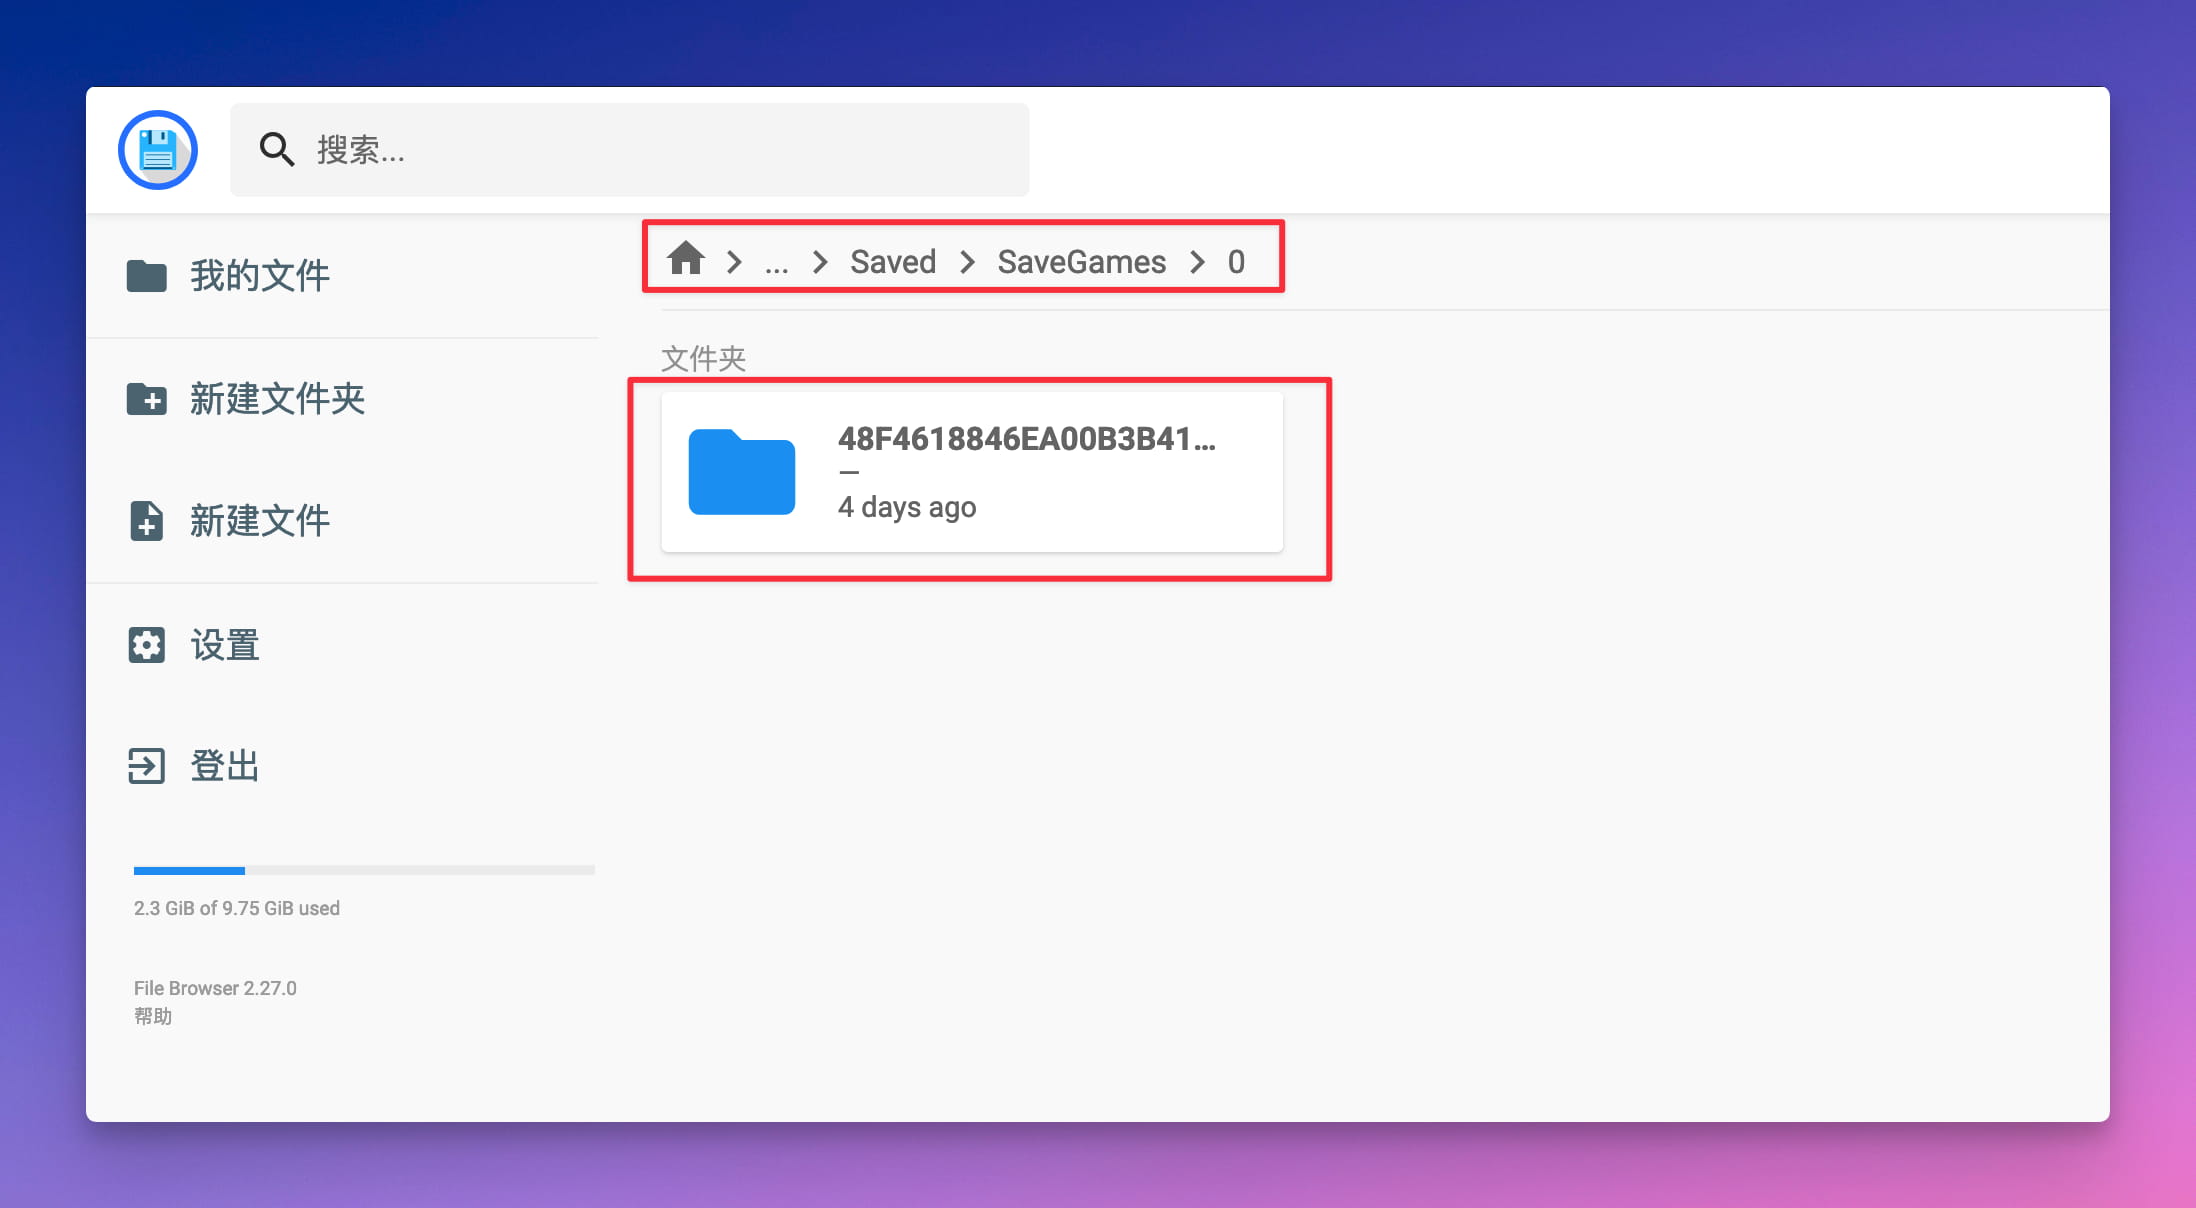 搜索...
我的文件
新建文件夹
新建文件
设置
登出
2.3 GiB of 9.75 GiB used
File Browser 2.27.0
帮助
... Saved SaveGames 0
文件夹
48F4618846EA00B3B41...
—
4 days ago